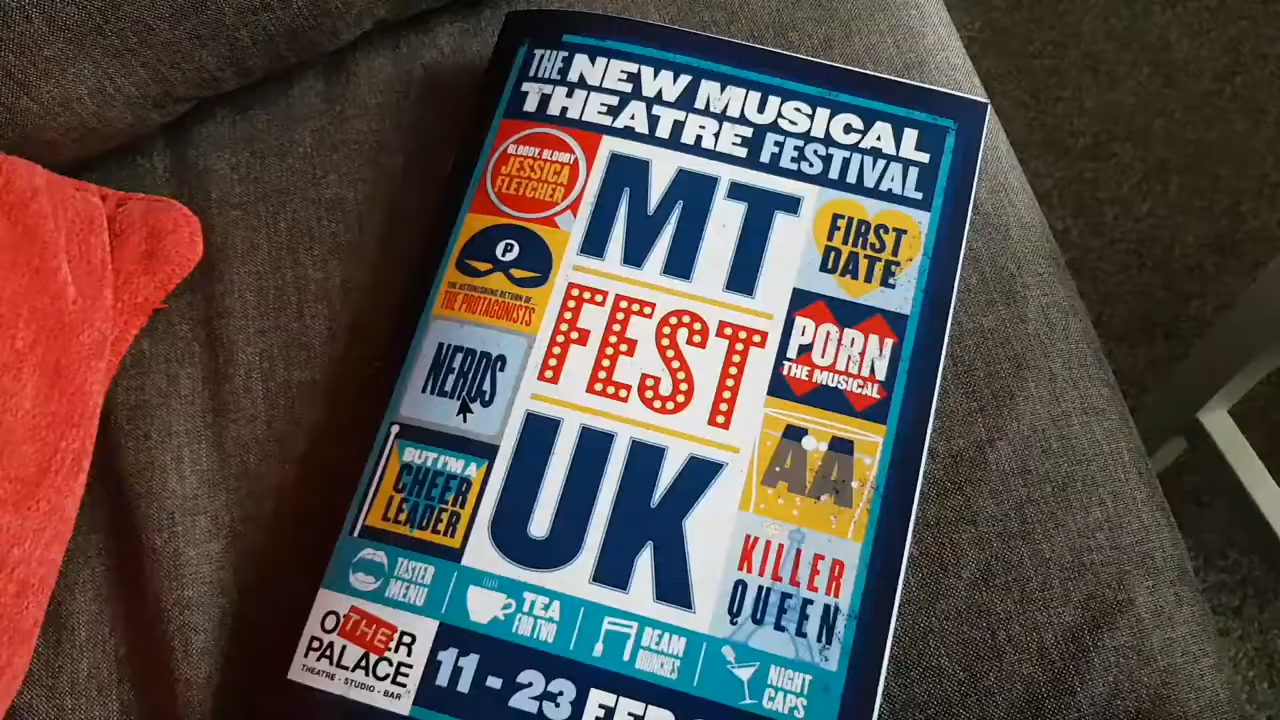 THE NEW MUSICAL
THEATRE FESTIVAL
BLOODY, BLOODY
JESSICA
FLETCHER
P
THE ASTONISHING RETURN OF...
THE PROTAGONISTS
NERDS
BUT I'M A
CHEER
LEADER
MT
FEST
UK
FIRST
DATE
PORN
THE MUSICAL
AA
KILLER
QUEEN
TASTER
MENU
TEA
FOR TWO
BEAM
BRUNCHES
NIGHT
CAPS
THE
OTHER
PALACE
THEATRE - STUDIO - BAR
11 - 23 FEB